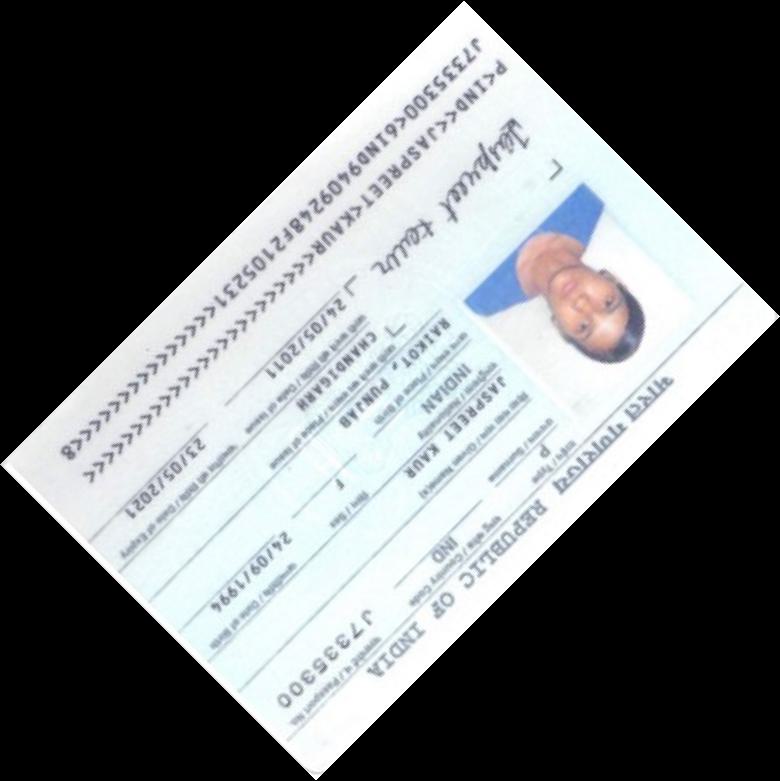 भारत गणराज्य REPUBLIC OF INDIA
टाईप / Type
P
राष्ट्र कोड / Country Code
IND
पासपोर्ट नं. / Passport No.
J7335300
उपनाम / Surname
दिया गया नाम / Given Name(s)
JASPREET KAUR
राष्ट्रीयता / Nationality
INDIAN
लिंग / Sex
F
जन्मतिथि / Date of Birth
24/09/1994
जन्म स्थान / Place of Birth
RAIKOT, PUNJAB
जारी करने का स्थान / Place of Issue
CHANDIGARH
जारी करने की तिथि / Date of Issue
24/05/2011
समाप्ति की तिथि / Date of Expiry
23/05/2021
Jaspreet kaur
P<IND<<JASPREET<KAUR<<<<<<<<<<<<<<<<<<<<<<<<
J7335300<6IND9409248F2105231<<<<<<<<<<<<<<<8